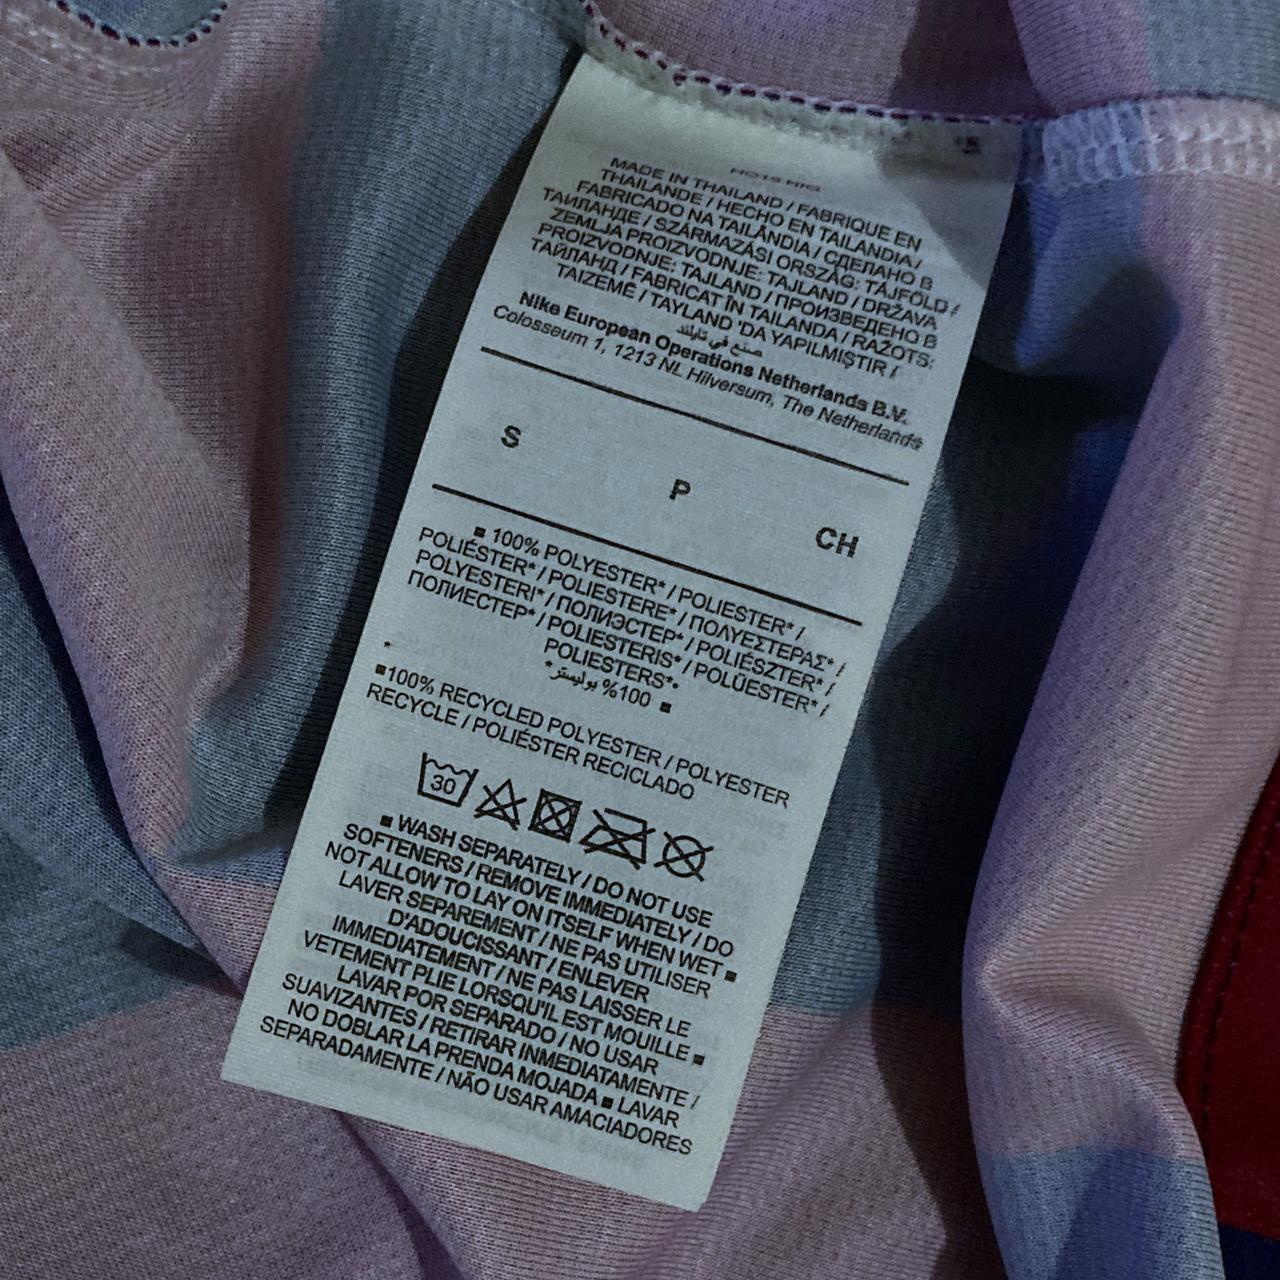 MADE IN THAILAND / FABRIQUE EN
THAILANDE / HECHO EN TAILANDIA /
FABRICADO NA TAILÂNDIA / СДЕЛАНО В
ТАИЛАНДЕ / SZÁRMAZÁSI ORSZÁG: TÁJFÖLD /
ZEMLJA PROIZVODNJE: TAJLAND / DRŽAVA
PROIZVODNJE: TAJLAND / ПРОИЗВЕДЕНО В
ТАЙЛАНД / FABRICAT ÎN TAILANDA / RAŽOTS:
TAIZEMĒ / TAYLAND 'DA YAPILMIŞTIR /
صنع في تايلند
Nike European Operations Netherlands B.V.
Colosseum 1, 1213 NL Hilversum, The Netherlands
S P CH
■ 100% POLYESTER* / POLIESTER* /
POLIÉSTER* / POLIESTERE* / ΠΟΛΥΕΣΤΕΡΑΣ* /
POLYESTERI* / ПОЛИЭСТЕР* / POLIÉSZTER* /
ПОЛИЕСТЕР* / POLIESTERIS* / POLÜESTER* /
POLIESTERS*•
100% بوليستر* ■
*
■100% RECYCLED POLYESTER / POLYESTER
RECYCLE / POLIÉSTER RECICLADO
30
■ WASH SEPARATELY / DO NOT USE
SOFTENERS / REMOVE IMMEDIATELY / DO
NOT ALLOW TO LAY ON ITSELF WHEN WET ■
LAVER SEPAREMENT / NE PAS UTILISER
D'ADOUCISSANT / ENLEVER
IMMEDIATEMENT / NE PAS LAISSER LE
VETEMENT PLIE LORSQU'IL EST MOUILLE ■
LAVAR POR SEPARADO / NO USAR
SUAVIZANTES / RETIRAR INMEDIATAMENTE /
NO DOBLAR LA PRENDA MOJADA ■ LAVAR
SEPARADAMENTE / NÃO USAR AMACIADORES